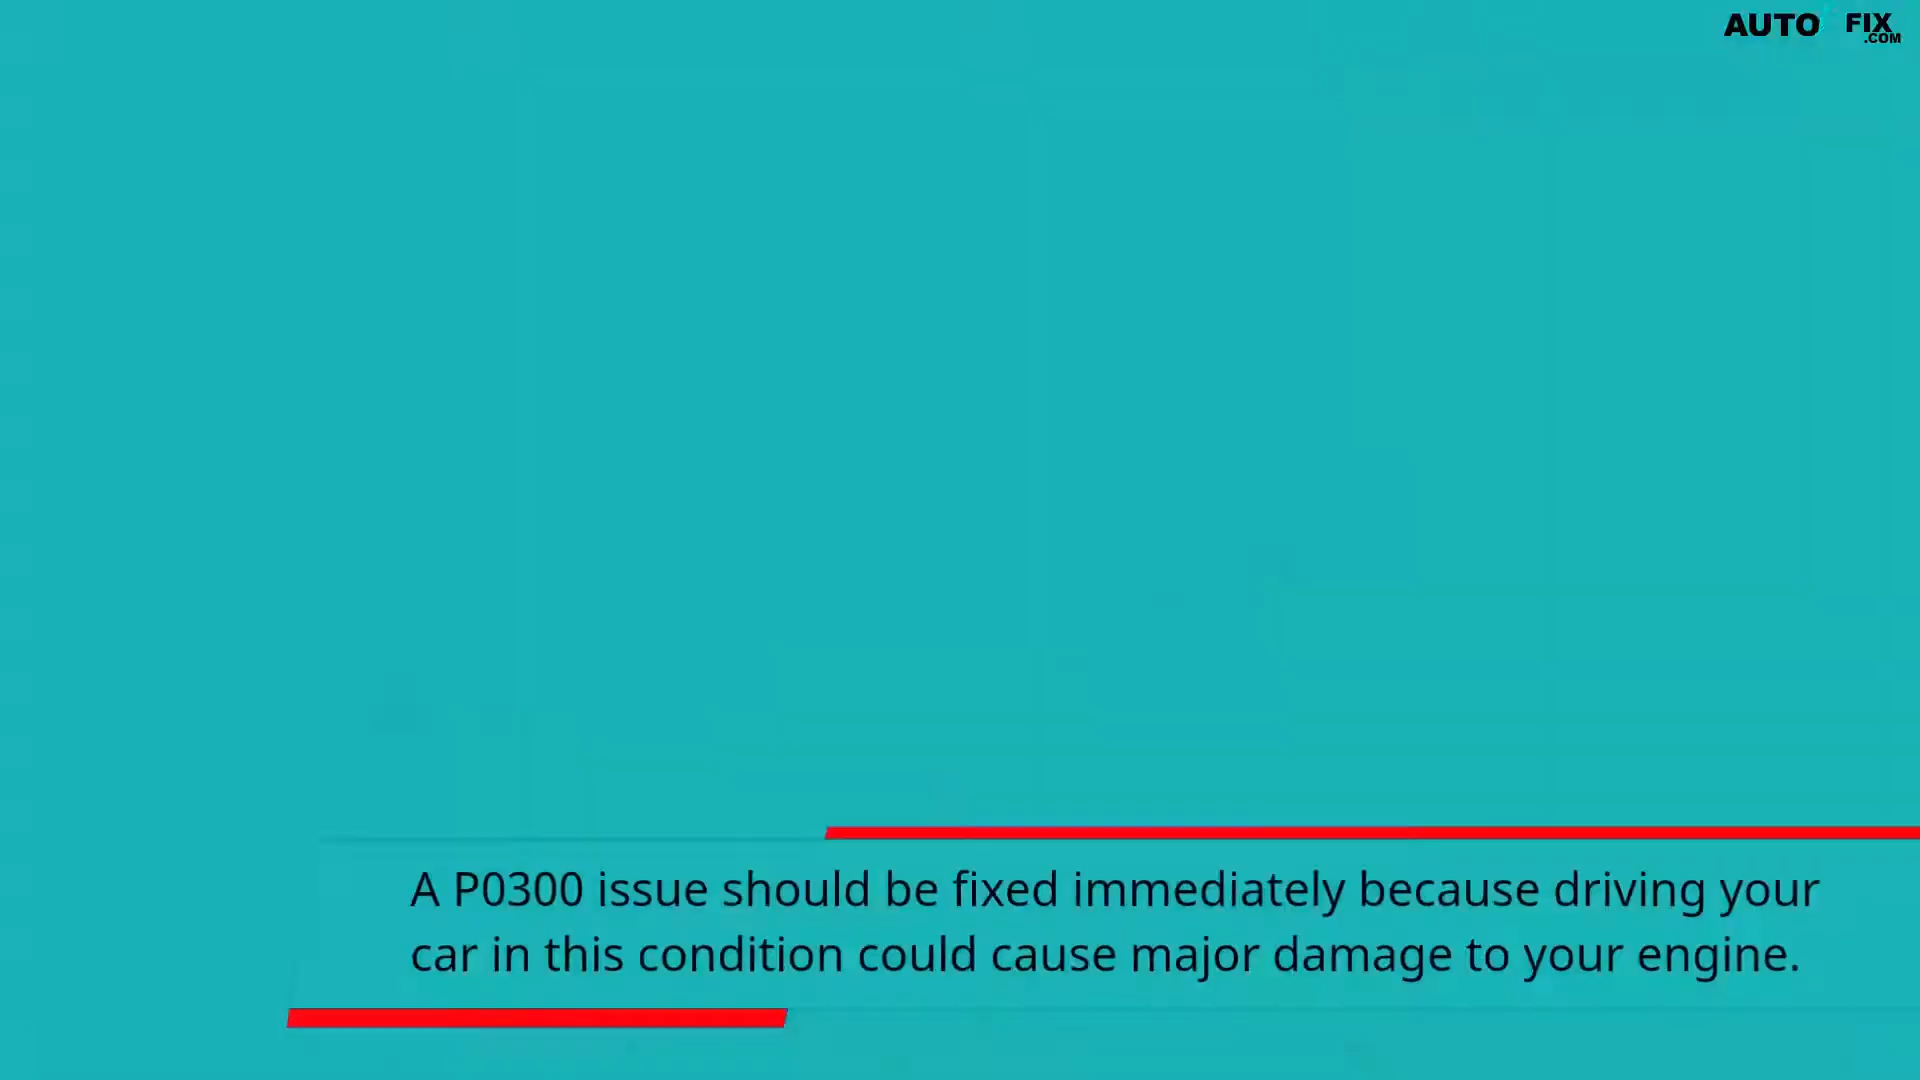 AUTO FIX
.COM
A P0300 issue should be fixed immediately because driving your
car in this condition could cause major damage to your engine.